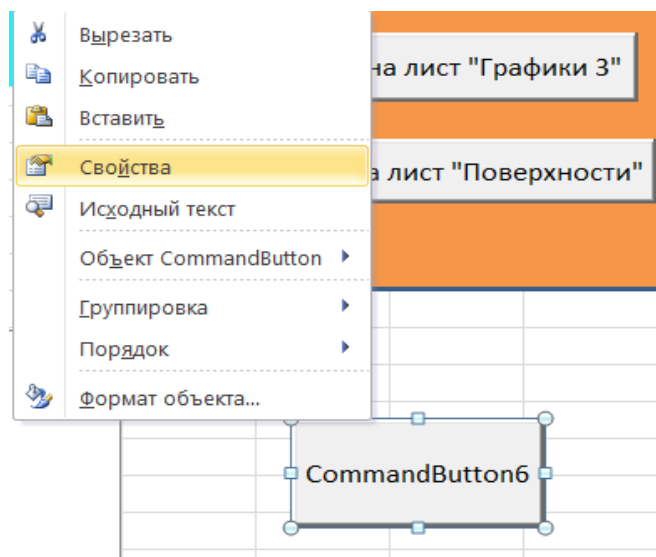 Вырезать
Копировать
Вставить
Свойства
Исходный текст
Объект CommandButton
Группировка
Порядок
Формат объекта...
на лист "Графики 3"
лист "Поверхности"
CommandButton6